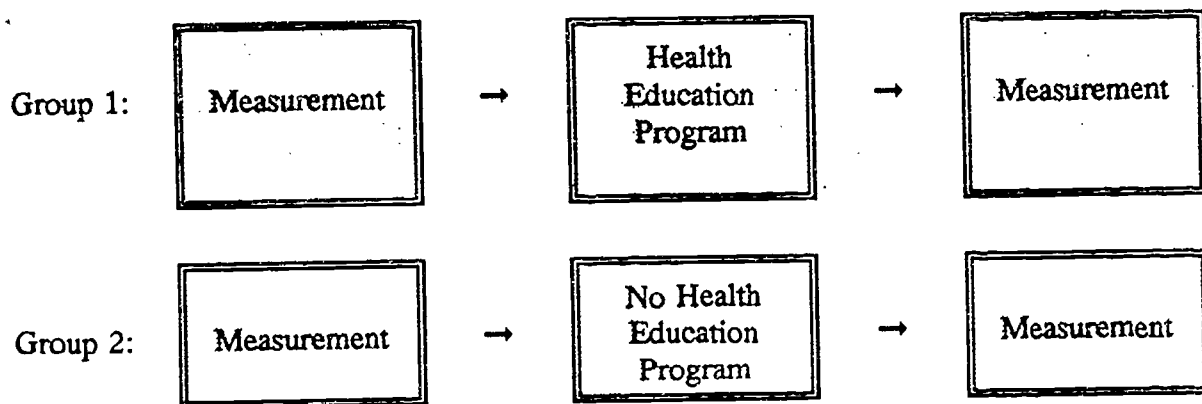 Group 1:
Measurement
→
Health
Education
Program
→
Measurement
Group 2:
Measurement
→
No Health
Education
Program
→
Measurement